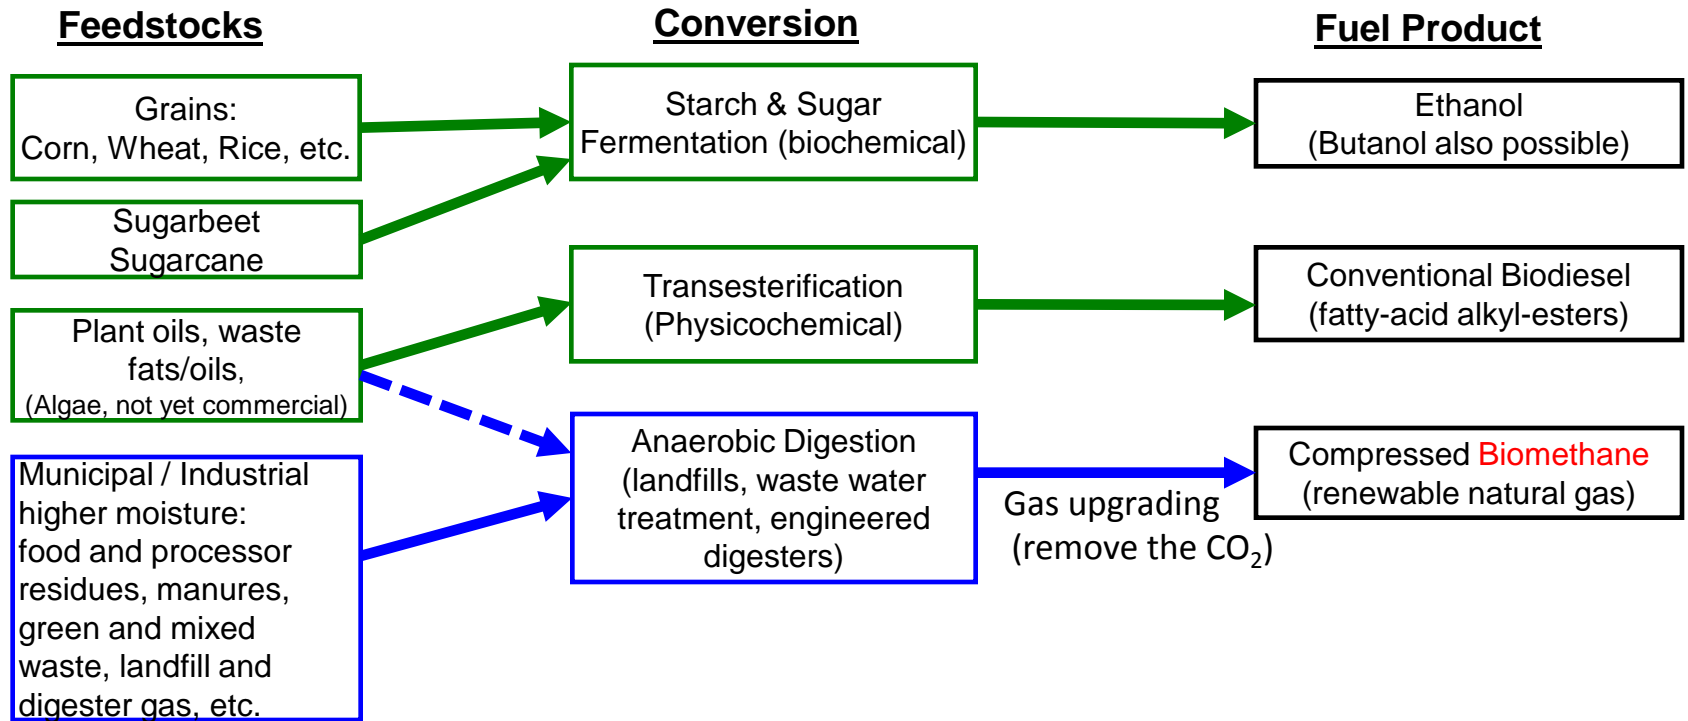 Feedstocks
Conversion
Fuel Product
Grains:
Corn, Wheat, Rice, etc.
Starch & Sugar
Fermentation (biochemical)
Ethanol
(Butanol also possible)
Sugarbeet
Sugarcane
Plant oils, waste
fats/oils,
(Algae, not yet commercial)
Transesterification
(Physicochemical)
Conventional Biodiesel
(fatty-acid alkyl-esters)
Municipal / Industrial
higher moisture:
food and processor
residues, manures,
green and mixed
waste, landfill and
digester gas, etc.
Anaerobic Digestion
(landfills, waste water
treatment, engineered
digesters)
Gas upgrading
(remove the CO₂)
Compressed Biomethane
(renewable natural gas)